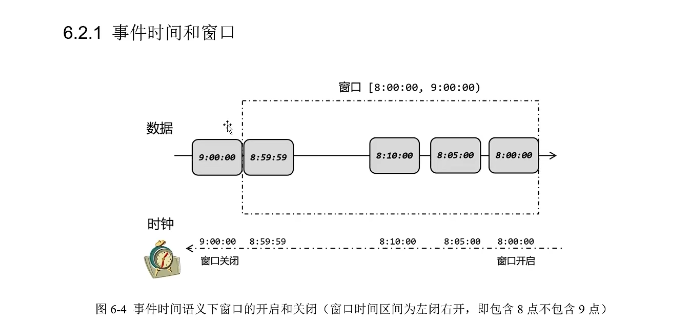 6.2.1 事件时间和窗口
窗口 [8:00:00, 9:00:00)
数据
9:00:00 8:59:59 8:10:00 8:05:00 8:00:00
时钟
9:00:00 8:59:59 8:10:00 8:05:00 8:00:00
窗口关闭 窗口开启
图 6-4 事件时间语义下窗口的开启和关闭（窗口时间区间为左闭右开，即包含 8 点不包含 9 点）